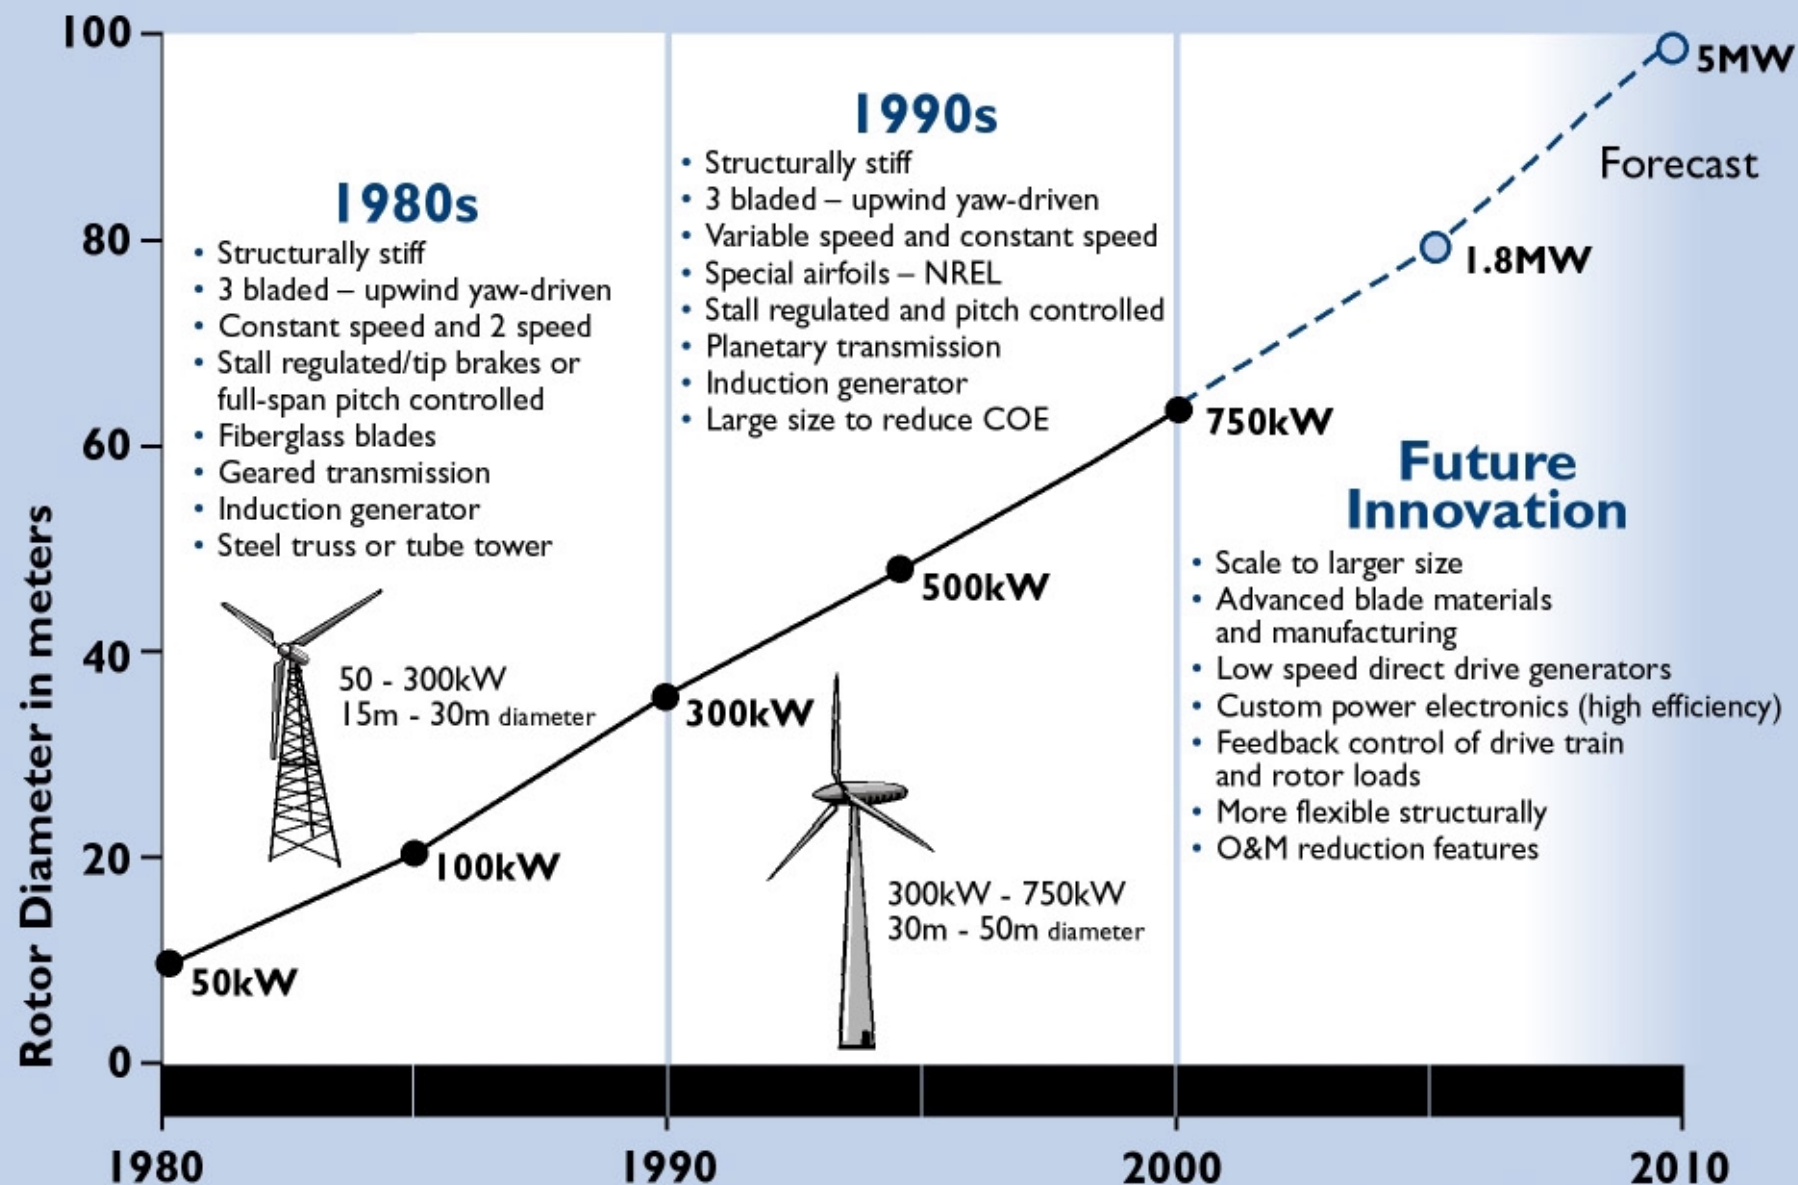 Rotor Diameter in meters
100
80
60
40
20
0
1980s
• Structurally stiff
• 3 bladed – upwind yaw-driven
• Constant speed and 2 speed
• Stall regulated/tip brakes or
full-span pitch controlled
• Fiberglass blades
• Geared transmission
• Induction generator
• Steel truss or tube tower
50 - 300kW
15m - 30m diameter
50kW
100kW
1990s
• Structurally stiff
• 3 bladed – upwind yaw-driven
• Variable speed and constant speed
• Special airfoils – NREL
• Stall regulated and pitch controlled
• Planetary transmission
• Induction generator
• Large size to reduce COE
300kW
500kW
300kW - 750kW
30m - 50m diameter
5MW
Forecast
1.8MW
750kW
Future
Innovation
• Scale to larger size
• Advanced blade materials
and manufacturing
• Low speed direct drive generators
• Custom power electronics (high efficiency)
• Feedback control of drive train
and rotor loads
• More flexible structurally
• O&M reduction features
1980
1990
2000
2010